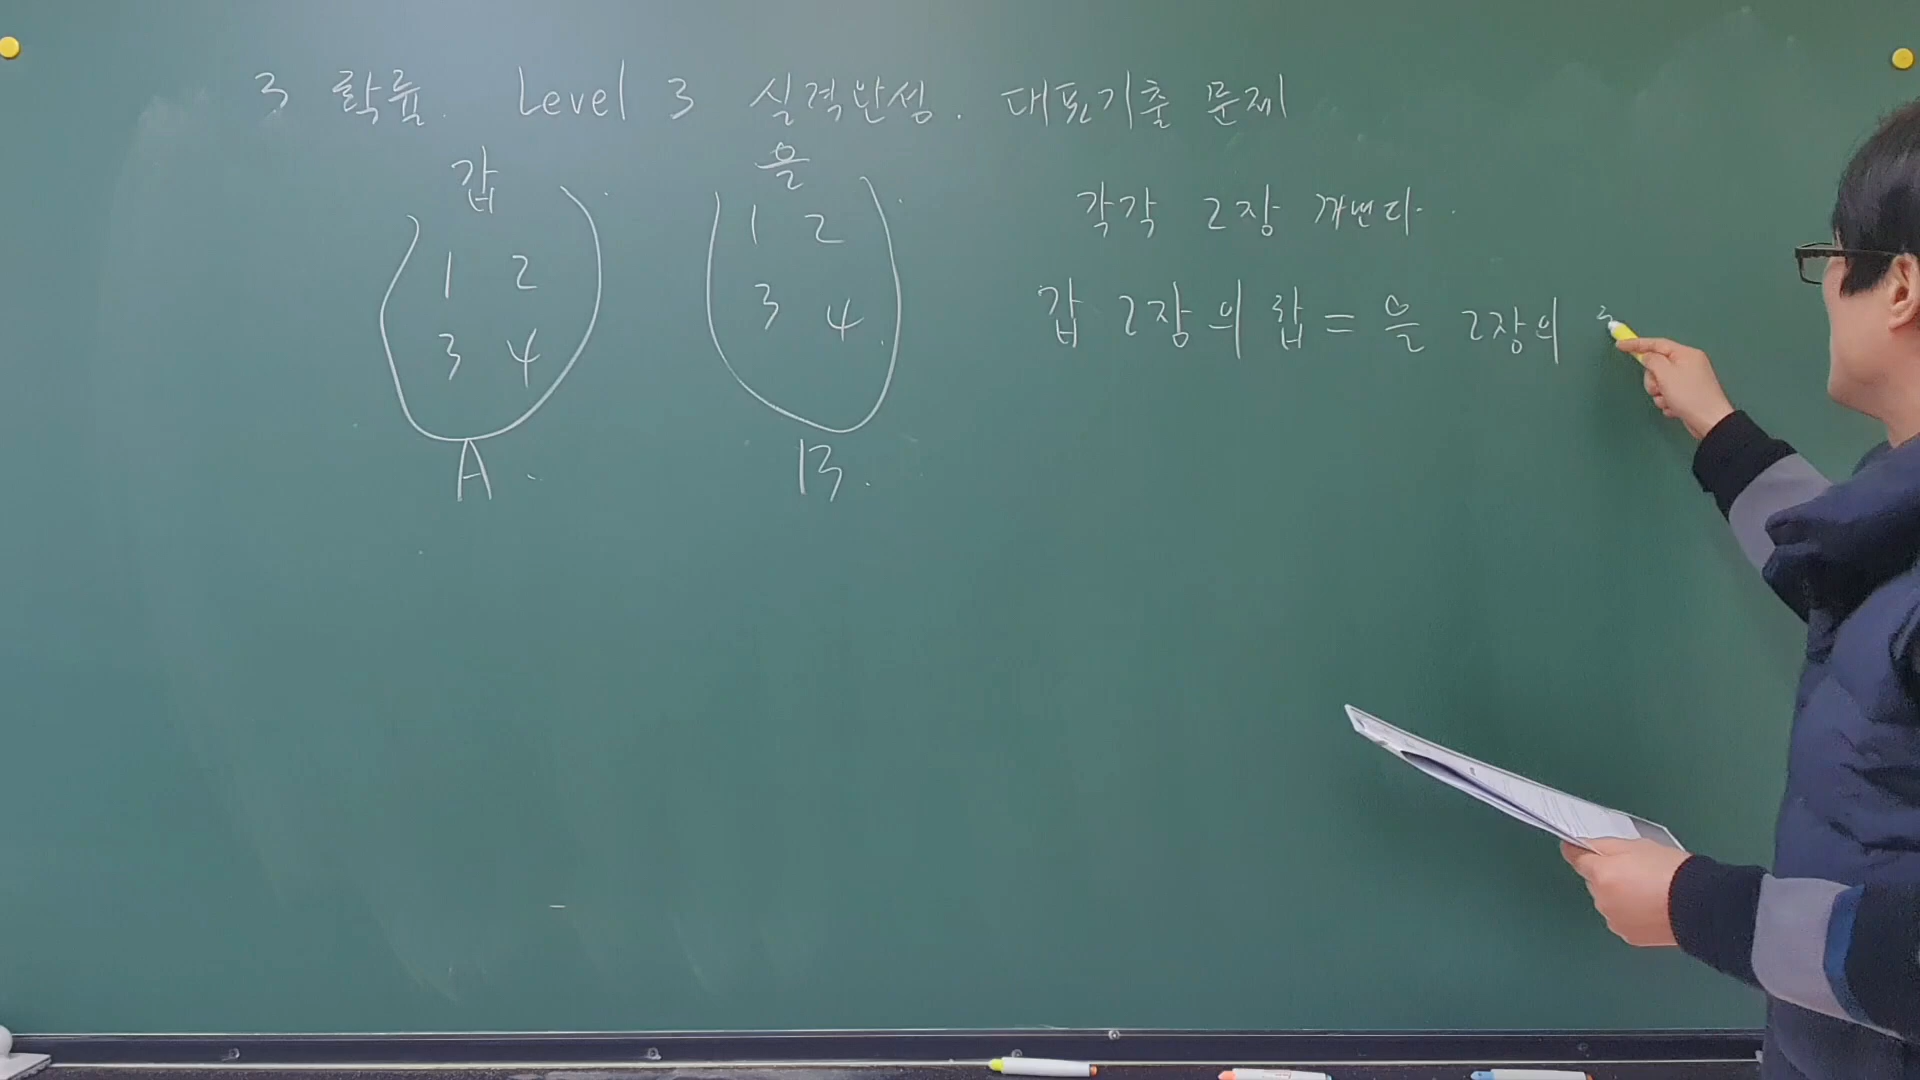 3 확률. Level 3 실력완성. 대표기출 문제
갑
1 2
3 4
A.
을
1 2
3 4
B.
각각 2장 꺼낸다.
갑 2장의 합 = 을 2장의